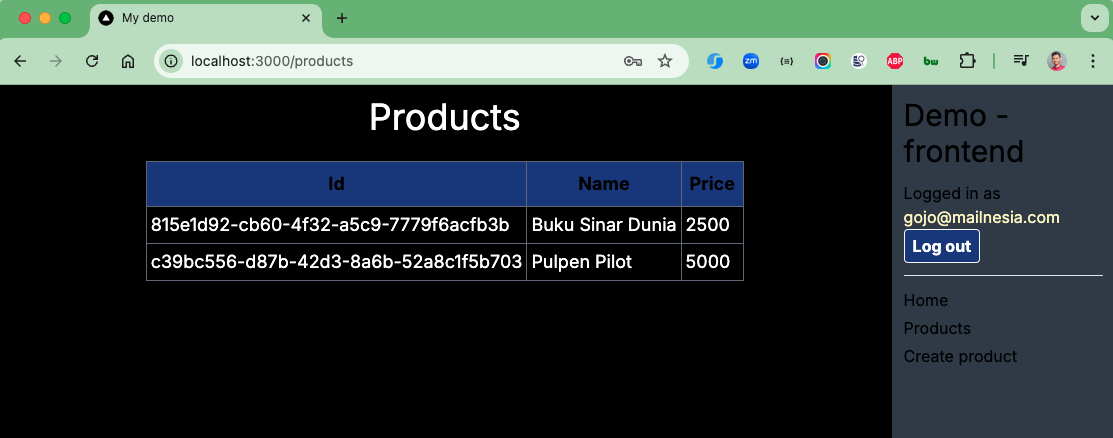 My demo
localhost:3000/products
zm
ABP
bw
Products
Id Name Price
815e1d92-cb60-4f32-a5c9-7779f6acfb3b Buku Sinar Dunia 2500
c39bc556-d87b-42d3-8a6b-52a8c1f5b703 Pulpen Pilot 5000
Demo -
frontend
Logged in as
gojo@mailnesia.com
Log out
Home
Products
Create product